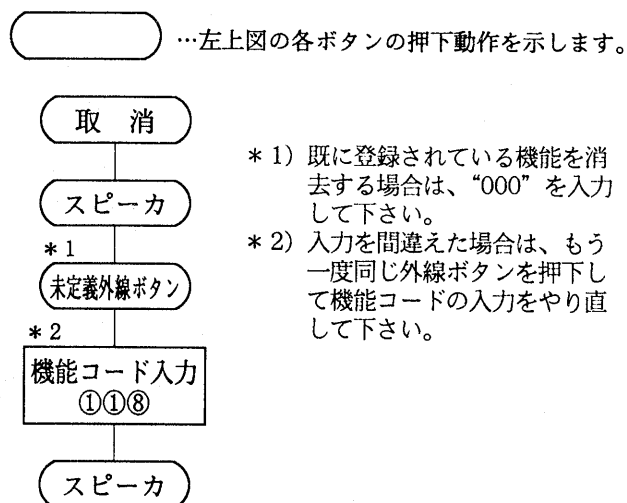 …左上図の各ボタンの押下動作を示します。
取 消
スピーカ
*1
未定義外線ボタン
*2
機能コード入力
①①⑧
スピーカ
*1) 既に登録されている機能を消
去する場合は、“000”を入力
して下さい。
*2) 入力を間違えた場合は、もう
一度同じ外線ボタンを押下し
て機能コードの入力をやり直
して下さい。